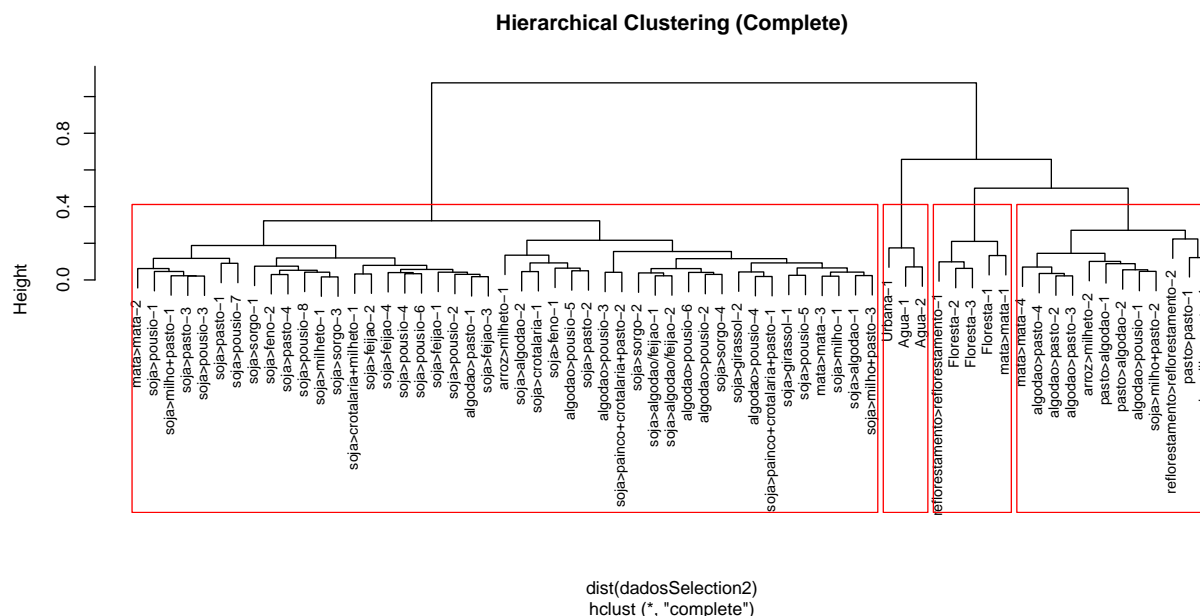 Hierarchical Clustering (Complete)
Height
0.8
0.4
0.0
mata>mata−2
soja>pousio−1
soja>milho+pasto−1
soja>pasto−3
soja>pousio−3
soja>pasto−1
soja>pousio−7
soja>sorgo−1
soja>feno−2
soja>pasto−4
soja>pousio−8
soja>milheto−1
soja>sorgo−3
soja>crotalaria+milheto−1
soja>feijao−2
soja>feijao−4
soja>pousio−4
soja>pousio−6
soja>feijao−1
soja>pousio−2
algodao>pasto−1
soja>feijao−3
arroz>milheto−1
soja>algodao−2
soja>crotalaria−1
soja>feno−1
algodao>pousio−5
soja>pasto−2
algodao>pousio−3
soja>painco+crotalaria+pasto−2
soja>sorgo−2
soja>algodao/feijao−1
soja>algodao/feijao−2
algodao>pousio−6
algodao>pousio−2
soja>sorgo−4
soja>girassol−2
algodao>pousio−4
soja>painco+crotalaria+pasto−1
soja>girassol−1
soja>pousio−5
mata>mata−3
soja>milho−1
soja>algodao−1
soja>milho+pasto−3
Urbana−1
Agua−1
Agua−2
reflorestamento>reflorestamento−1
Floresta−2
Floresta−3
Floresta−1
mata>mata−1
mata>mata−4
algodao>pasto−4
algodao>pasto−2
algodao>pasto−3
arroz>milheto−2
pasto>algodao−1
pasto>algodao−2
algodao>pousio−1
soja>milho+pasto−2
reflorestamento>reflorestamento−2
pasto>pasto−1
dist(dadosSelection2)
hclust (*, "complete")